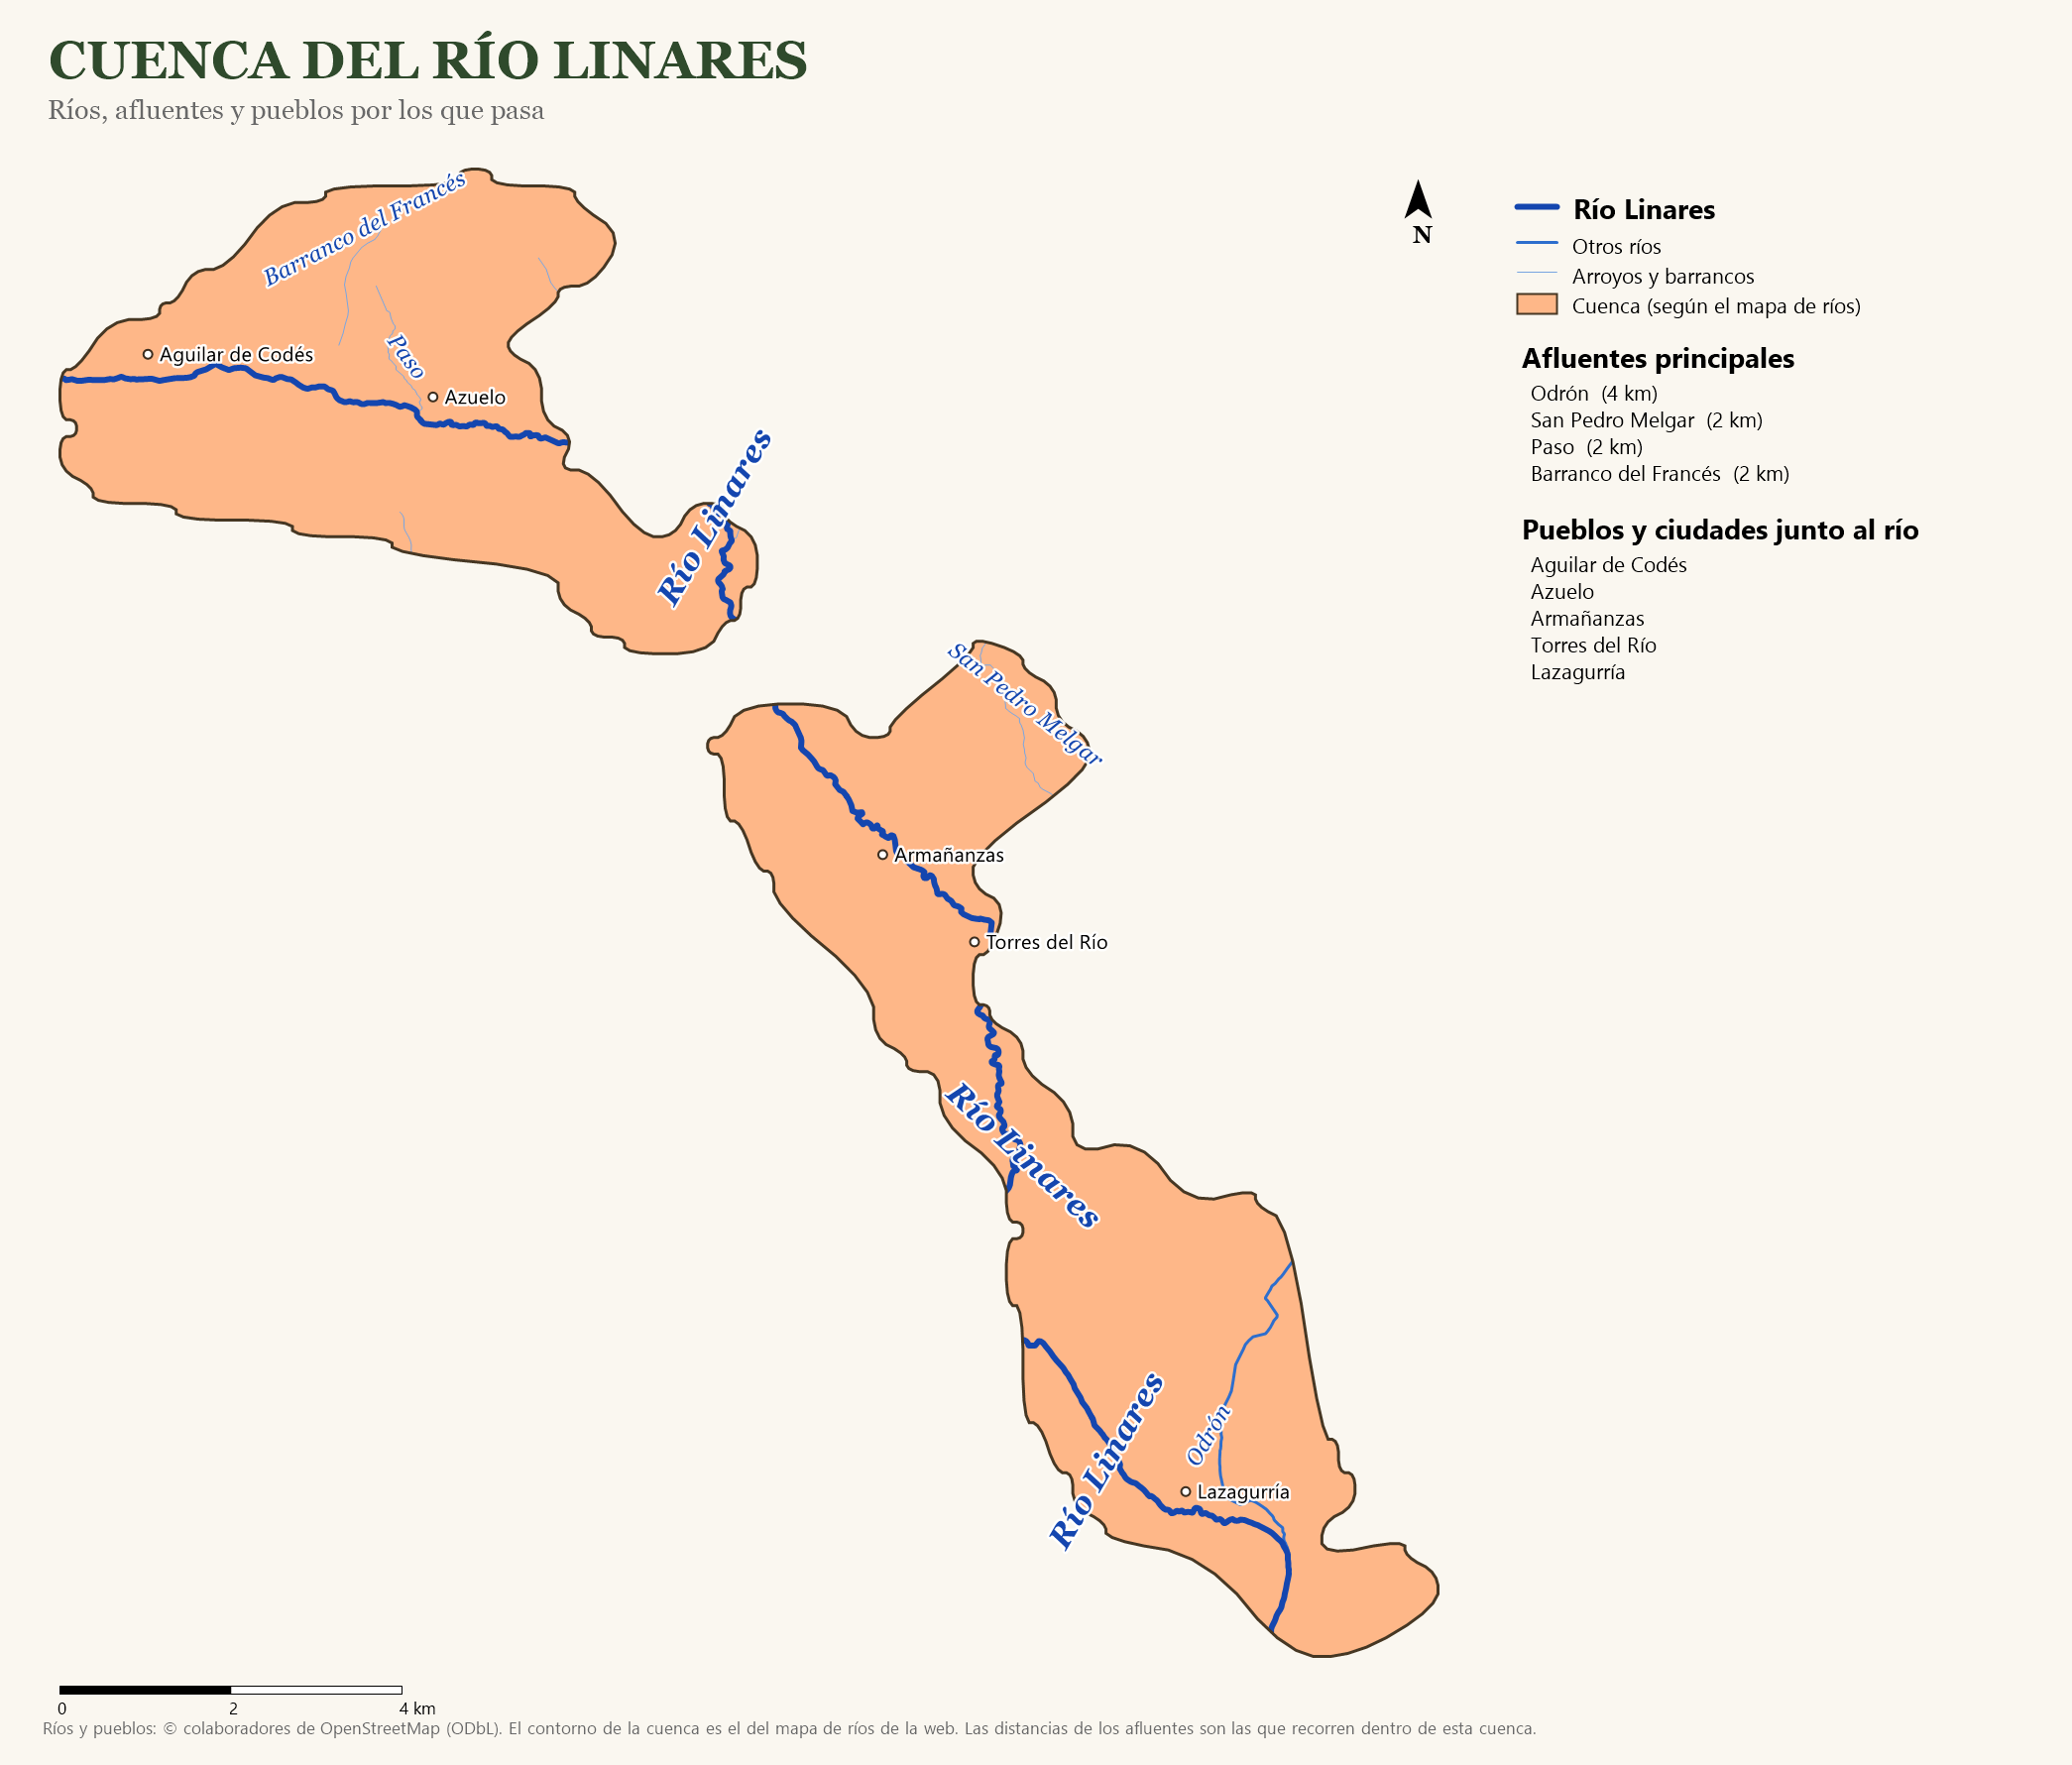 CUENCA DEL RÍO LINARES
Ríos, afluentes y pueblos por los que pasa
Barranco del Francés
Aguilar de Codés
Paso
Azuelo
Río Linares
San Pedro Melgar
Armañanzas
Torres del Río
Río Linares
Río Linares
Odrón
Lazagurría
N
Río Linares
Otros ríos
Arroyos y barrancos
Cuenca (según el mapa de ríos)
Afluentes principales
Odrón (4 km)
San Pedro Melgar (2 km)
Paso (2 km)
Barranco del Francés (2 km)
Pueblos y ciudades junto al río
Aguilar de Codés
Azuelo
Armañanzas
Torres del Río
Lazagurría
0 2 4 km
Ríos y pueblos: © colaboradores de OpenStreetMap (ODbL). El contorno de la cuenca es el del mapa de ríos de la web. Las distancias de los afluentes son las que recorren dentro de esta cuenca.